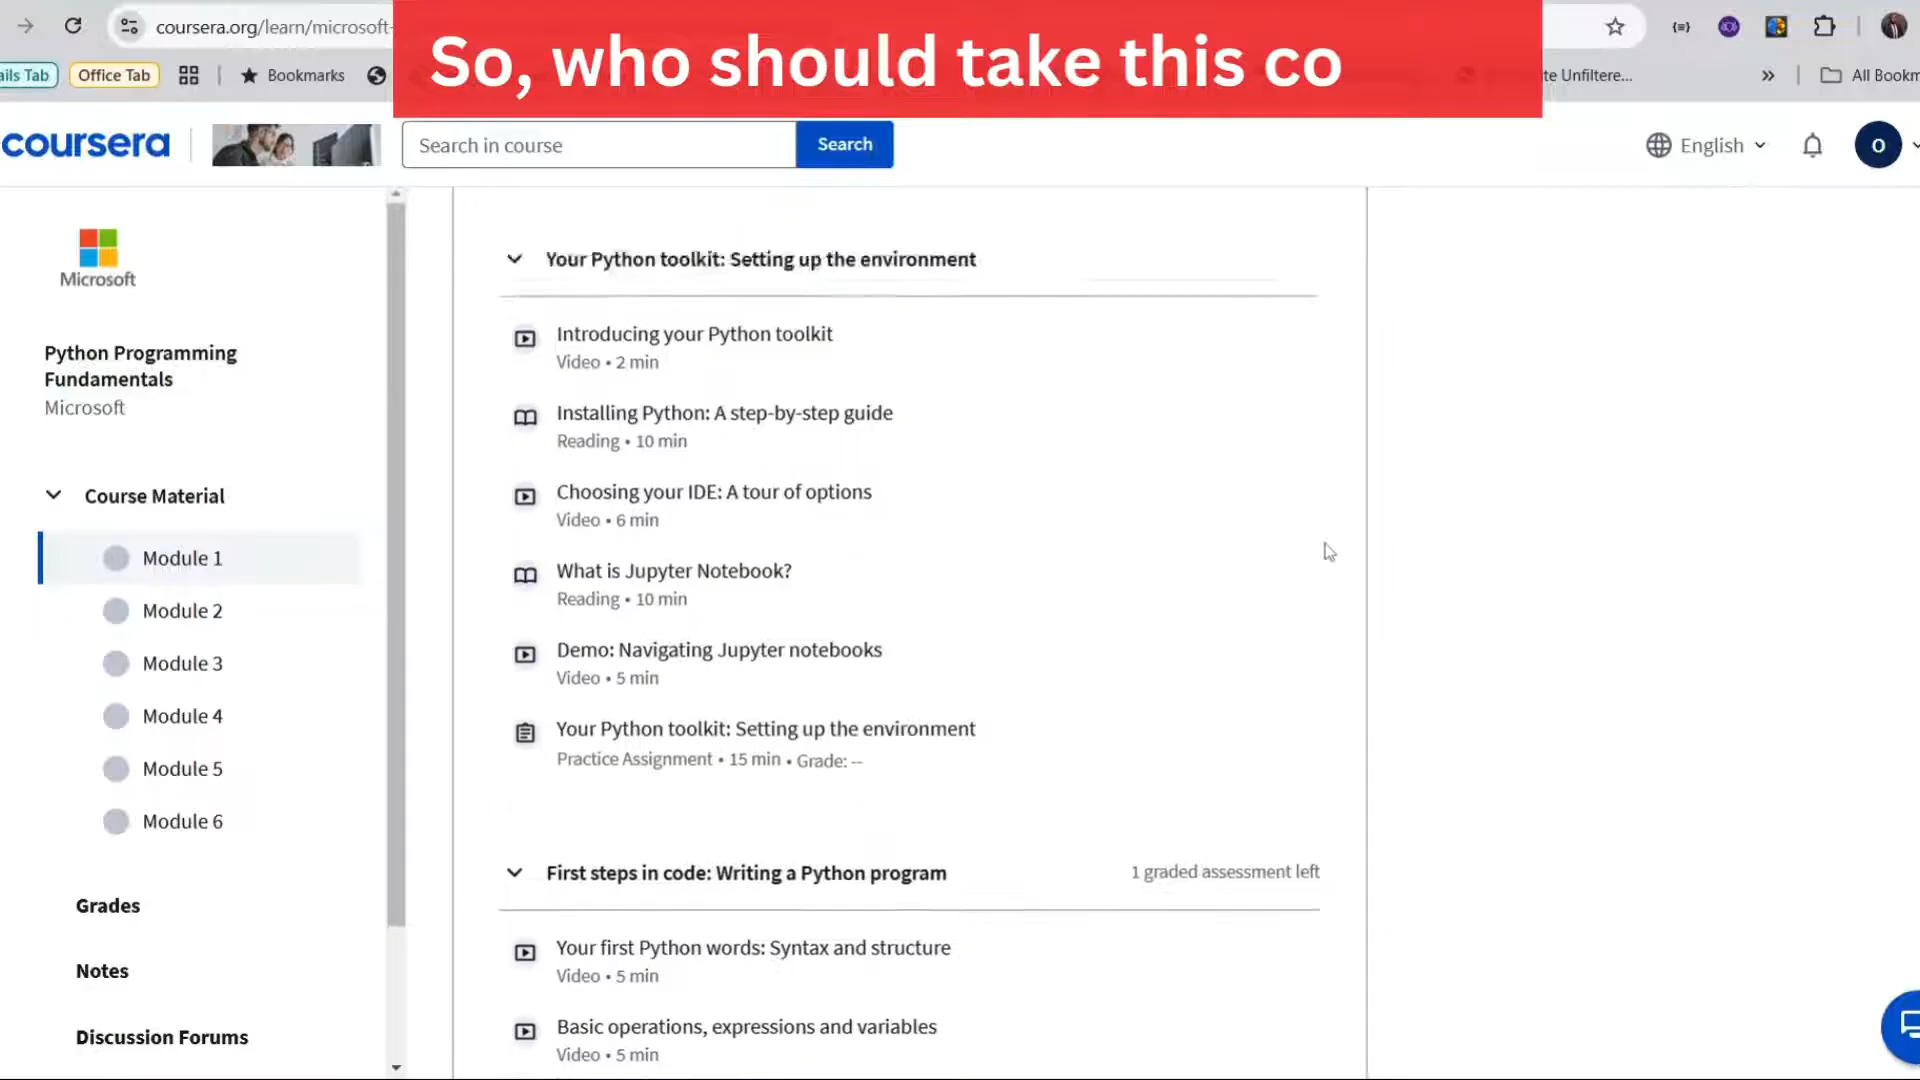 coursera.org/learn/microsoft-
So, who should take this co
ails Tab
Office Tab
Bookmarks
te Unfiltere...
»
All Bookm
coursera
Search in course
Search
English
O
Microsoft
Python Programming
Fundamentals
Microsoft
Course Material
Module 1
Module 2
Module 3
Module 4
Module 5
Module 6
Grades
Notes
Discussion Forums
Your Python toolkit: Setting up the environment
Introducing your Python toolkit
Video • 2 min
Installing Python: A step-by-step guide
Reading • 10 min
Choosing your IDE: A tour of options
Video • 6 min
What is Jupyter Notebook?
Reading • 10 min
Demo: Navigating Jupyter notebooks
Video • 5 min
Your Python toolkit: Setting up the environment
Practice Assignment • 15 min • Grade: --
First steps in code: Writing a Python program
1 graded assessment left
Your first Python words: Syntax and structure
Video • 5 min
Basic operations, expressions and variables
Video • 5 min